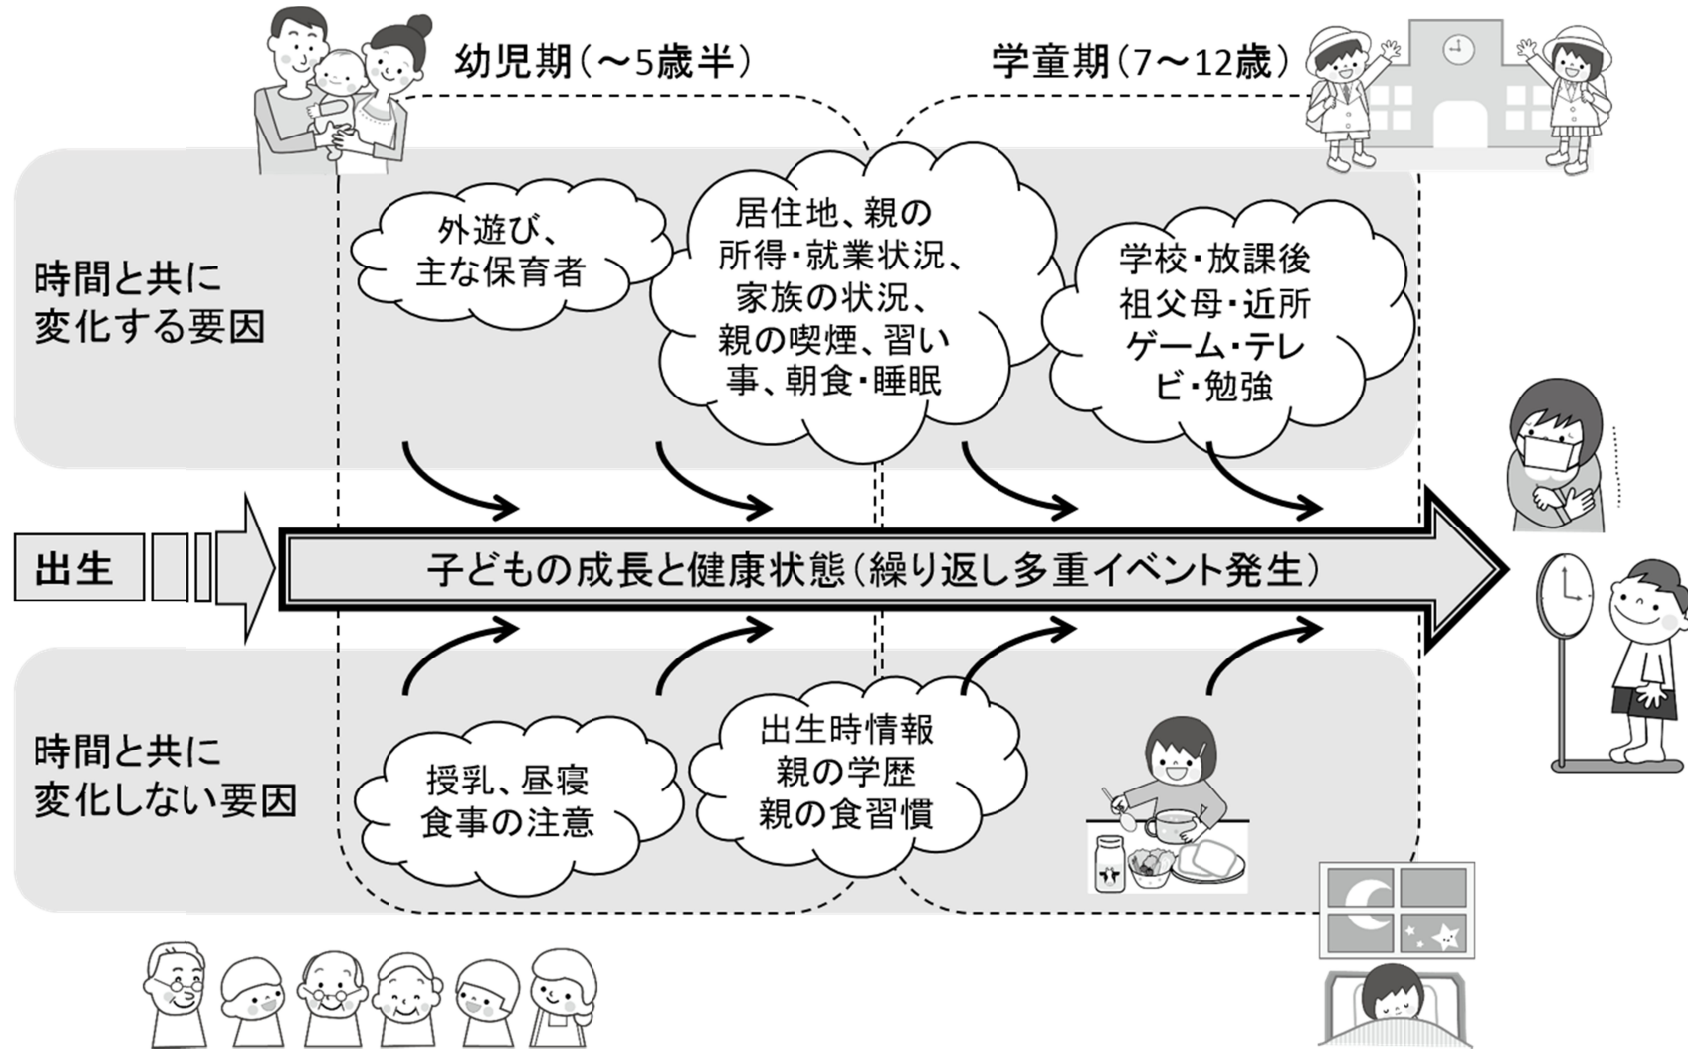 幼児期(～5歳半)
学童期(7～12歳)
時間と共に
変化する要因
外遊び、
主な保育者
居住地、親の
所得・就業状況、
家族の状況、
親の喫煙、習い
事、朝食・睡眠
学校・放課後
祖父母・近所
ゲーム・テレ
ビ・勉強
出生
子どもの成長と健康状態(繰り返し多重イベント発生)
時間と共に
変化しない要因
授乳、昼寝
食事の注意
出生時情報
親の学歴
親の食習慣